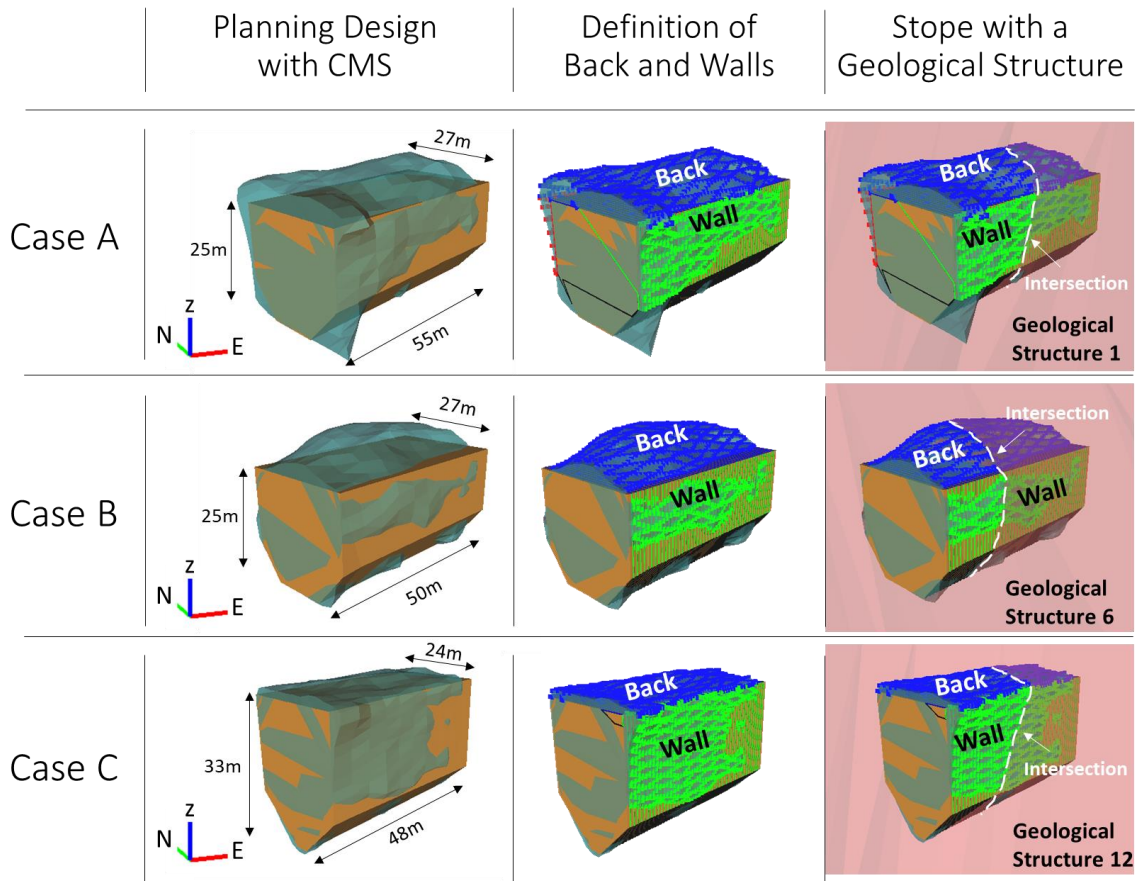 Planning Design
with CMS
Definition of
Back and Walls
Stope with a
Geological Structure
Case A
27m
25m
55m
z
N
E
Back
Wall
Back
Wall
Intersection
Geological
Structure 1
Case B
27m
25m
50m
z
N
E
Back
Wall
Intersection
Back
Wall
Geological
Structure 6
Case C
24m
33m
48m
z
N
E
Back
Wall
Back
Wall
Intersection
Geological
Structure 12